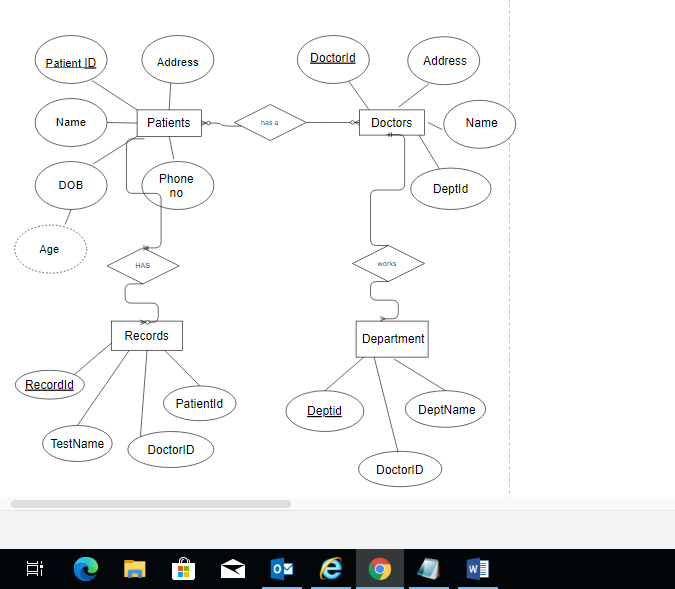 Patient ID
Address
DoctorId
Address
Name
Patients
has a
Doctors
Name
DOB
Phone
no
DeptId
Age
HAS
works
Records
Department
RecordId
PatientId
Deptid
DeptName
TestName
DoctorID
DoctorID